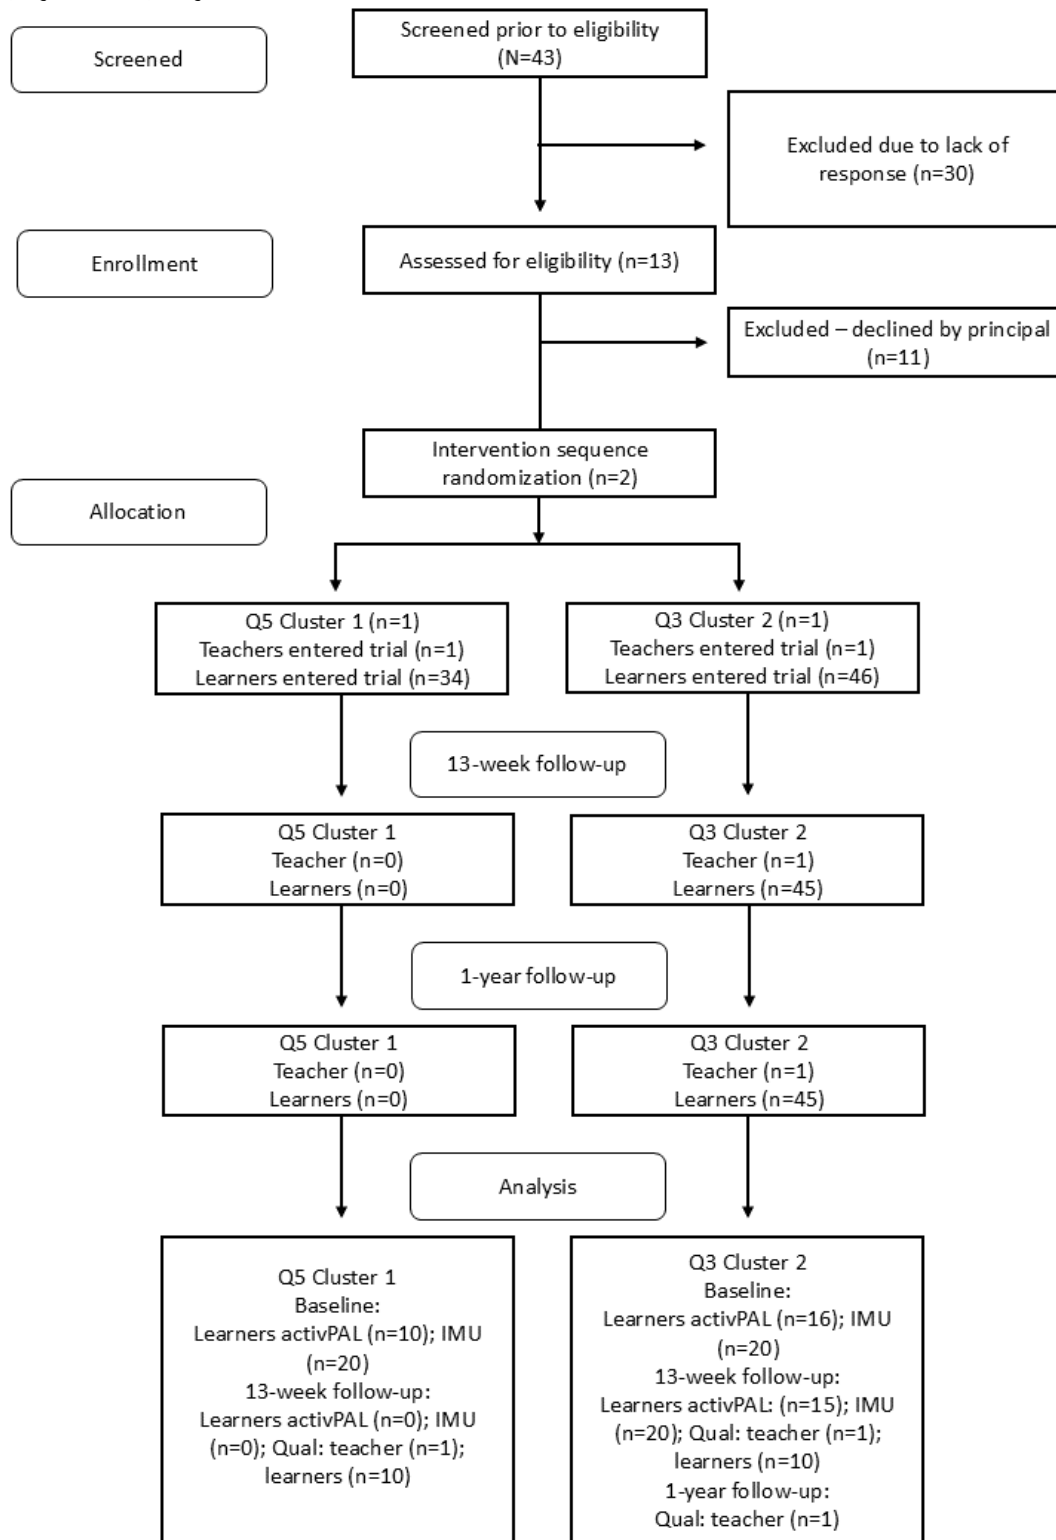 Screened
Screened prior to eligibility
(N=43)
Excluded due to lack of
response (n=30)
Enrollment
Assessed for eligibility (n=13)
Excluded – declined by principal
(n=11)
Intervention sequence
randomization (n=2)
Allocation
Q5 Cluster 1 (n=1)
Teachers entered trial (n=1)
Learners entered trial (n=34)
Q3 Cluster 2 (n=1)
Teachers entered trial (n=1)
Learners entered trial (n=46)
13-week follow-up
Q5 Cluster 1
Teacher (n=0)
Learners (n=0)
Q3 Cluster 2
Teacher (n=1)
Learners (n=45)
1-year follow-up
Q5 Cluster 1
Teacher (n=0)
Learners (n=0)
Q3 Cluster 2
Teacher (n=1)
Learners (n=45)
Analysis
Q5 Cluster 1
Baseline:
Learners activPAL (n=10); IMU
(n=20)
13-week follow-up:
Learners activPAL (n=0); IMU
(n=0); Qual: teacher (n=1);
learners (n=10)
Q3 Cluster 2
Baseline:
Learners activPAL (n=16); IMU
(n=20)
13-week follow-up:
Learners activPAL: (n=15); IMU
(n=20); Qual: teacher (n=1);
learners (n=10)
1-year follow-up:
Qual: teacher (n=1)